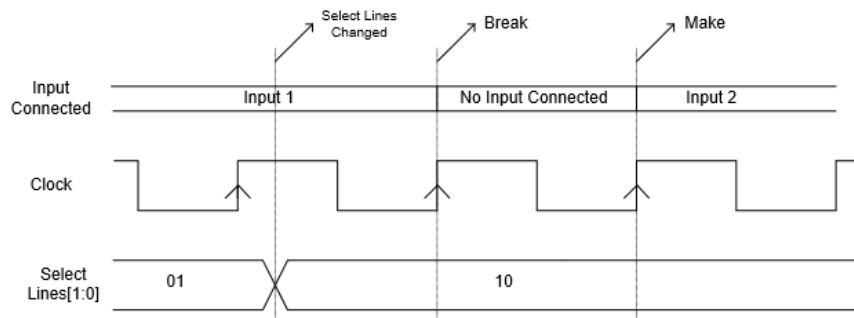 Select Lines
Changed
Break
Make
Input
Connected
Input 1
No Input Connected
Input 2
Clock
Select
Lines[1:0]
01
10